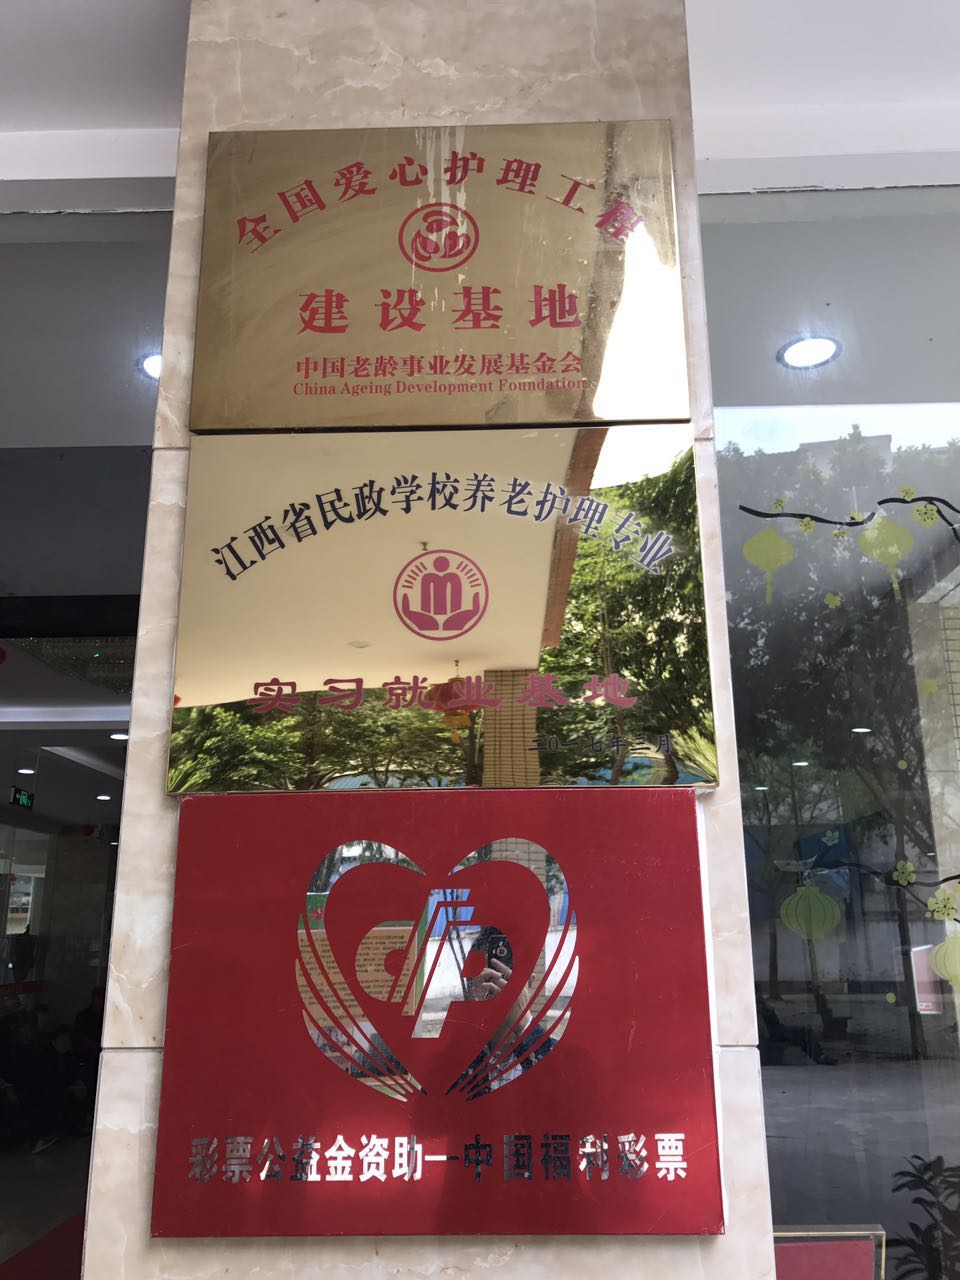 全国爱心护理工程
建设基地
中国老龄事业发展基金会
China Ageing Development Foundation
江西省民政学校养老护理专业
实习就业基地
二0一七年三月
彩票公益金资助—中国福利彩票